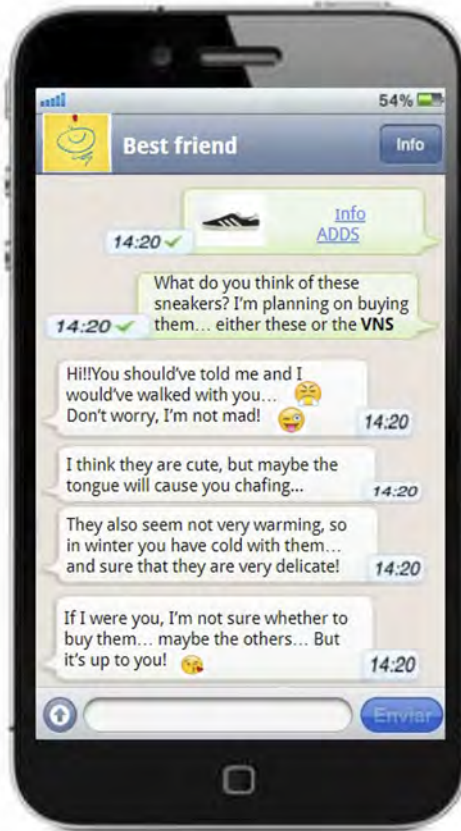 54%
Best friend
Info
Info
ADDS
14:20
What do you think of these
sneakers? I'm planning on buying
them... either these or the VNS
14:20
Hi!!You should've told me and I
would've walked with you...
Don't worry, I'm not mad!
14:20
I think they are cute, but maybe the
tongue will cause you chafing...
14:20
They also seem not very warming, so
in winter you have cold with them...
and sure that they are very delicate!
14:20
If I were you, I'm not sure whether to
buy them... maybe the others... But
it's up to you!
14:20
Enviar